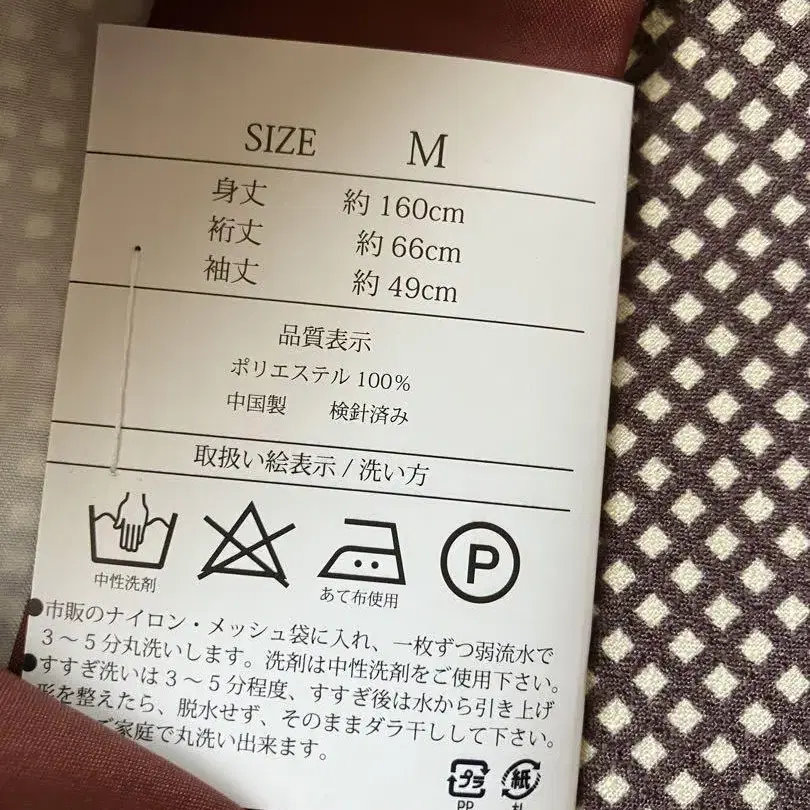 SIZE M
身丈 約 160cm
裄丈 約 66cm
袖丈 約 49cm
品質表示
ポリエステル 100%
中国製 検針済み
取扱い絵表示 / 洗い方
中性洗剤
あて布使用
P
●市販のナイロン・メッシュ袋に入れ、一枚ずつ弱流水で
3～5分丸洗いします。洗剤は中性洗剤をご使用下さい。
●すすぎ洗いは3～5分程度、すすぎ後は水から引き上げ
形を整えたら、脱水せず、そのままダラ干しして下さい。
ご家庭で丸洗い出来ます。
プラ 紙
PP 札